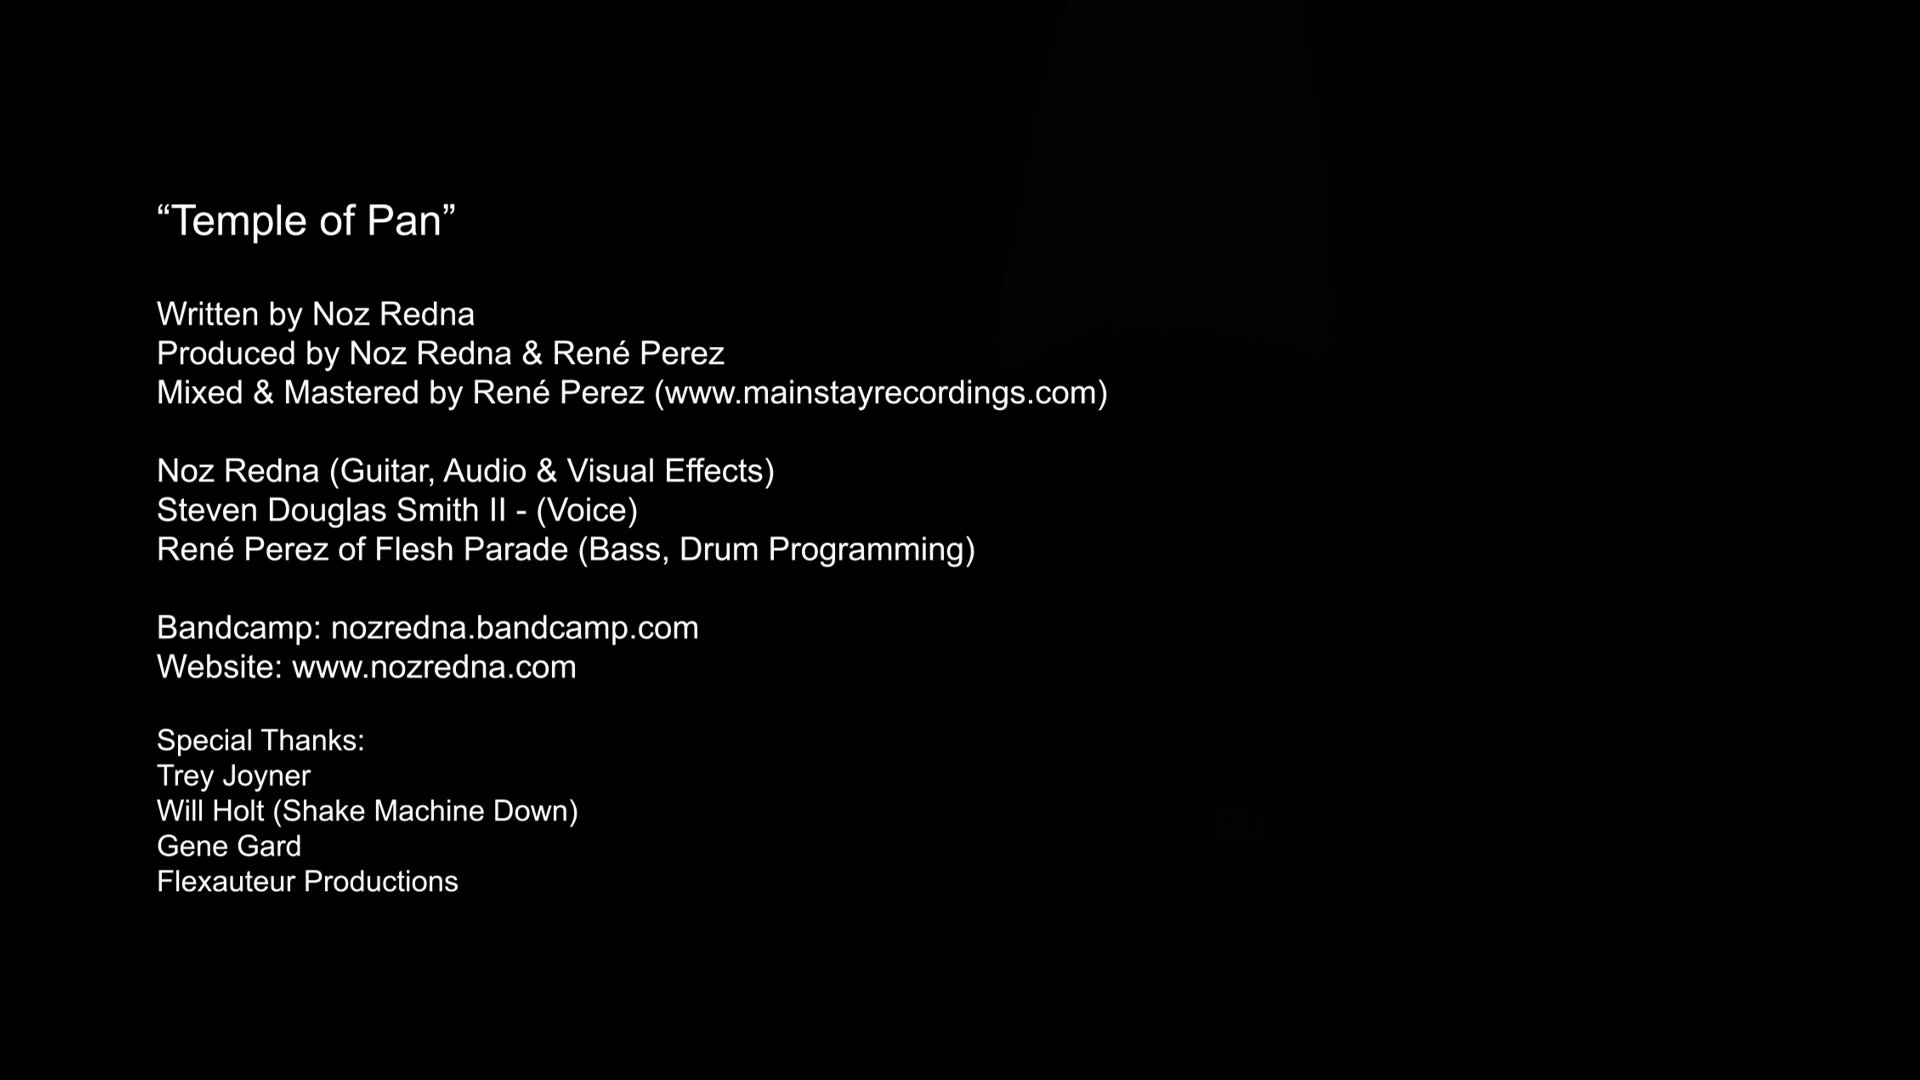 “Temple of Pan”
Written by Noz Redna
Produced by Noz Redna & René Perez
Mixed & Mastered by René Perez (www.mainstayrecordings.com)
Noz Redna (Guitar, Audio & Visual Effects)
Steven Douglas Smith II - (Voice)
René Perez of Flesh Parade (Bass, Drum Programming)
Bandcamp: nozredna.bandcamp.com
Website: www.nozredna.com
Special Thanks:
Trey Joyner
Will Holt (Shake Machine Down)
Gene Gard
Flexauteur Productions